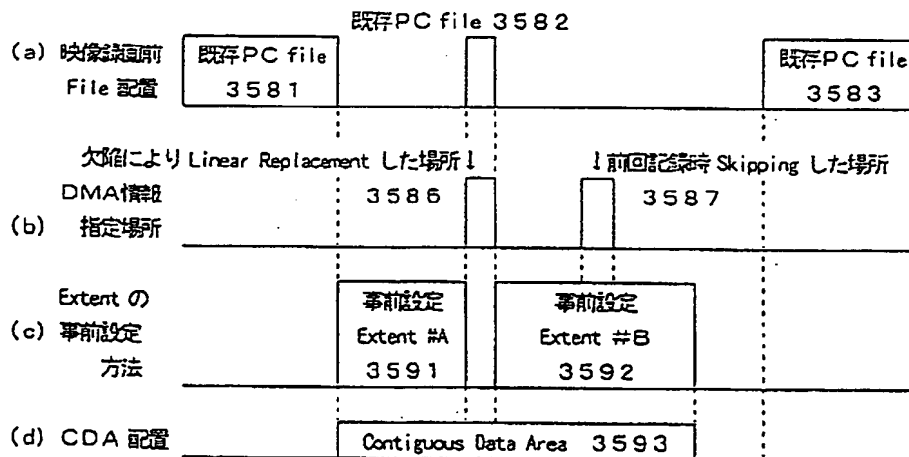 既存PC file 3582
(a) 映像録画前
File 配置
既存PC file
3581
既存PC file
3583
欠陥により Linear Replacement した場所↓
↓前回記録時 Skipping した場所
DMA情報
3586
3587
(b) 指定場所
Extent の
(c) 事前設定
方法
事前設定
Extent #A
3591
事前設定
Extent #B
3592
(d) CDA 配置
Contiguous Data Area 3593